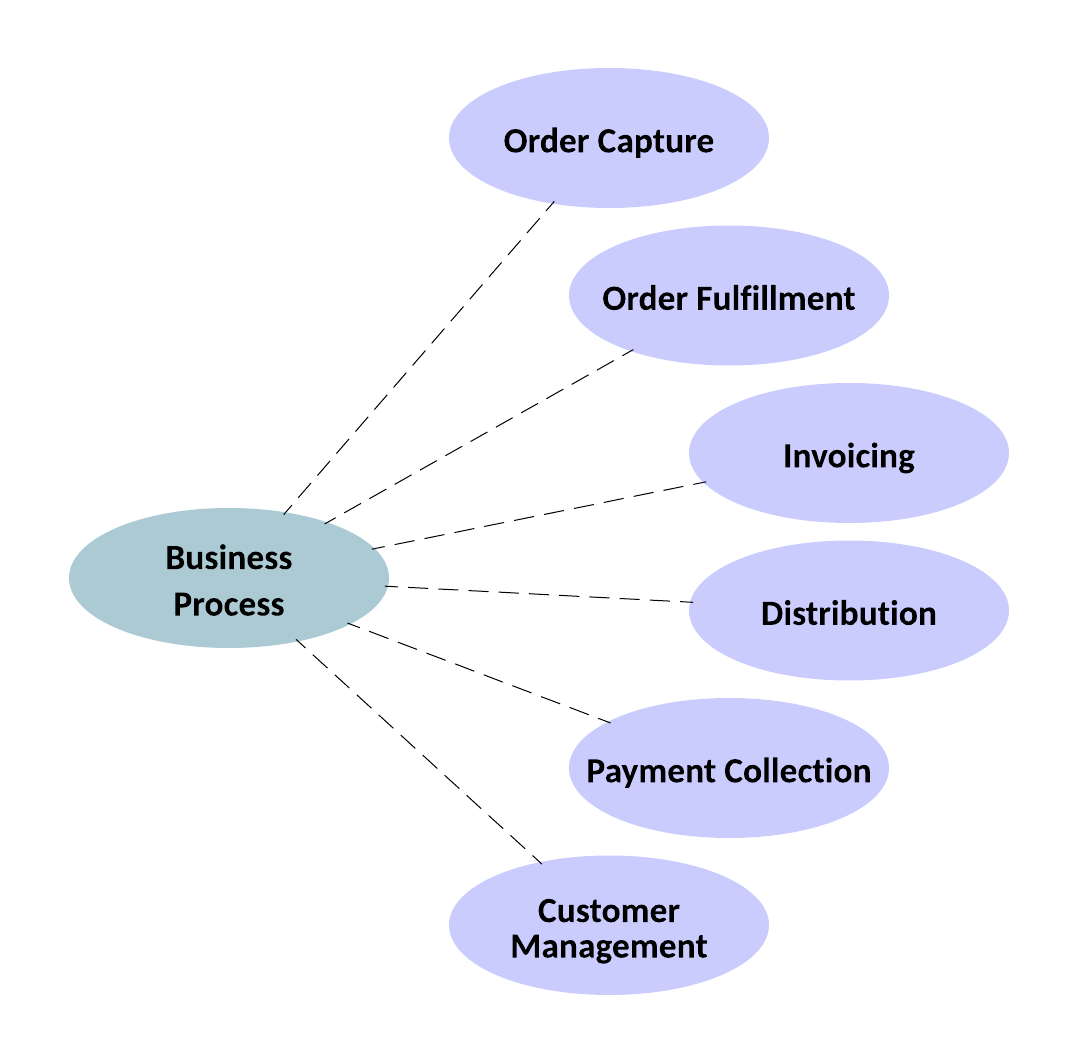 Order Capture
Order Fulfillment
Invoicing
Business
Process
Distribution
Payment Collection
Customer
Management